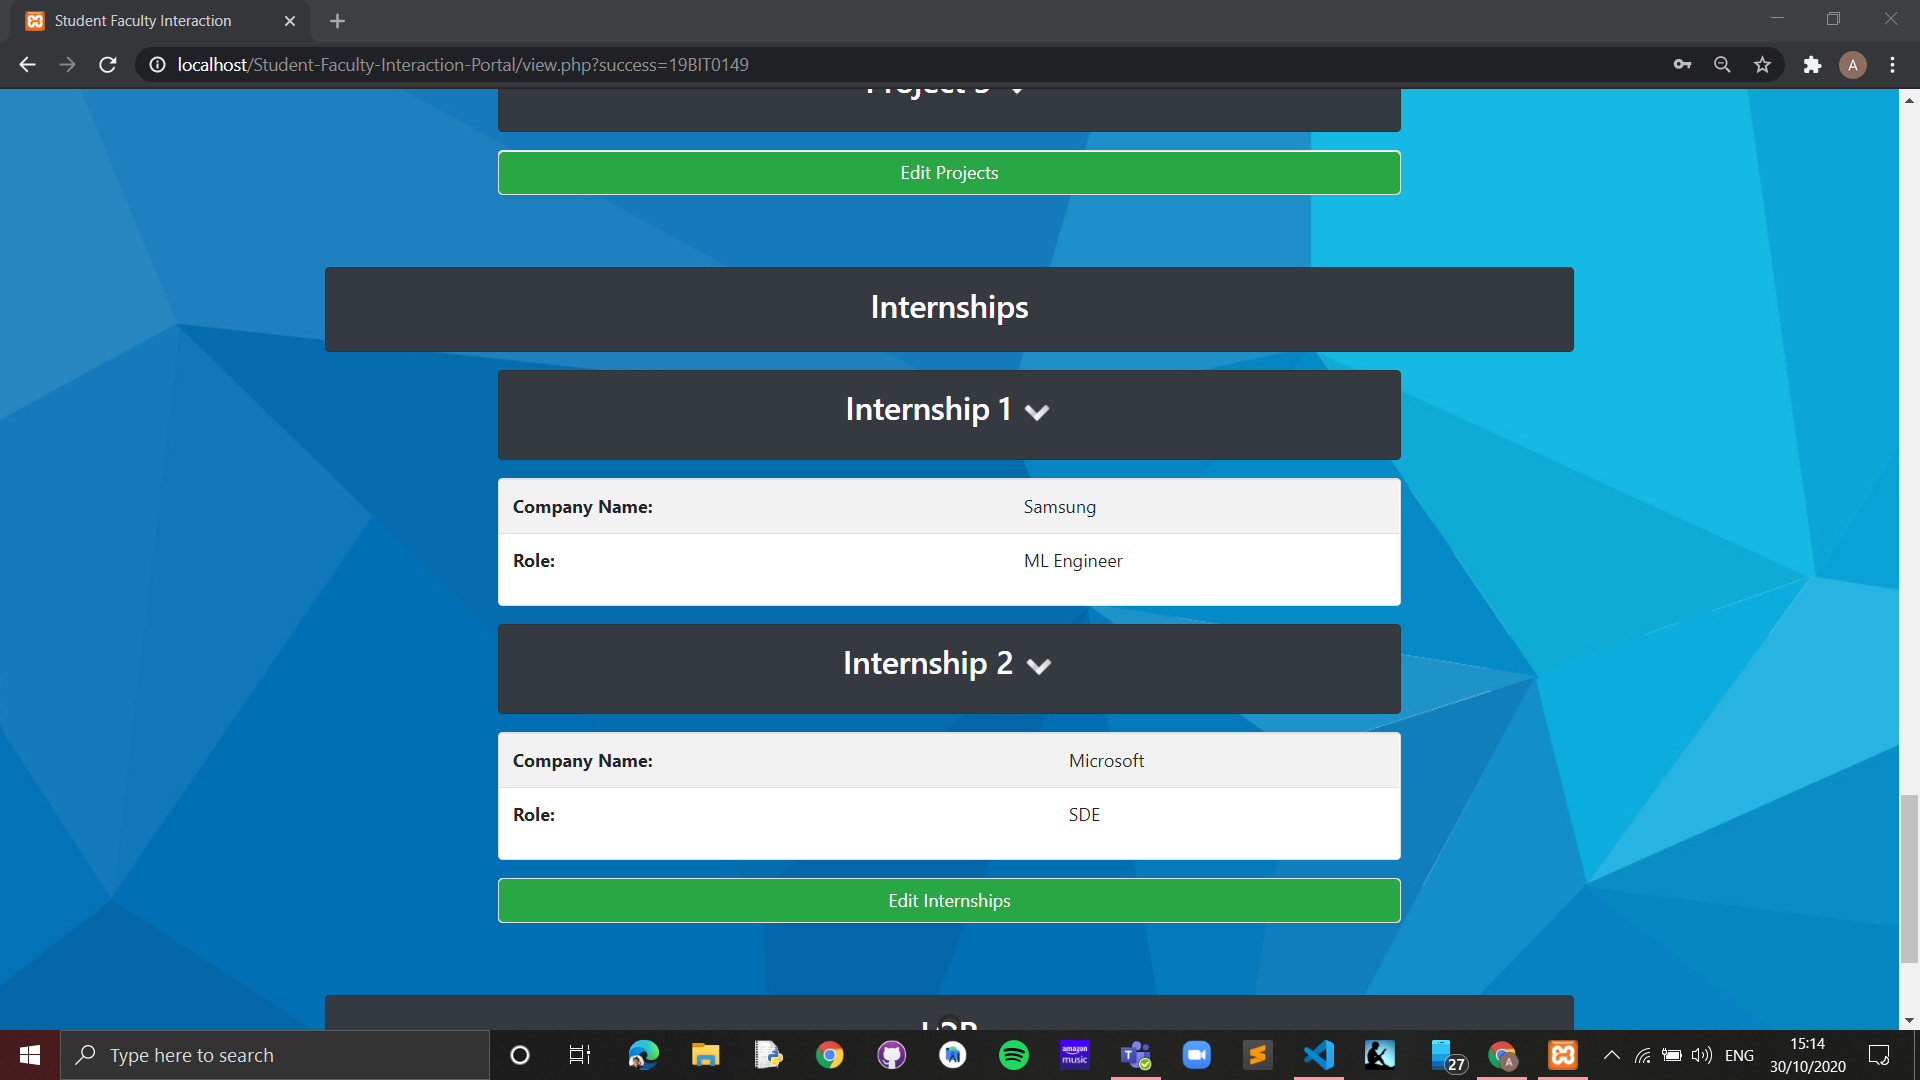 Student Faculty Interaction
localhost/Student-Faculty-Interaction-Portal/view.php?success=19BIT0149
A
Edit Projects
Internships
Internship 1
Company Name: Samsung
Role: ML Engineer
Internship 2
Company Name: Microsoft
Role: SDE
Edit Internships
Type here to search
amazon music
27
A
ENG
15:14
30/10/2020